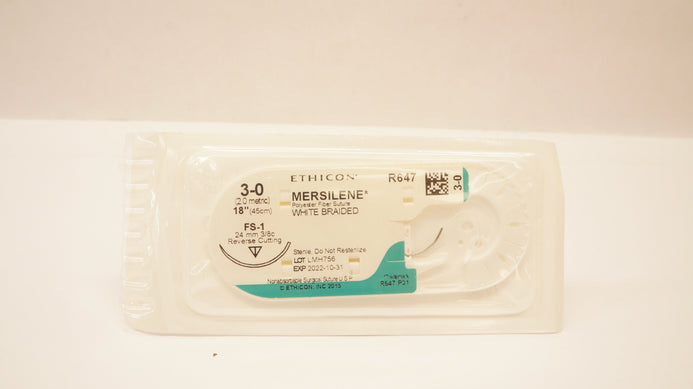 ETHICON®
R647
3-0
3-0
(2.0 metric)
18" (45cm)
MERSILENE®
Polyester Fiber Suture
WHITE BRAIDED
FS-1
24 mm 3/8c
Reverse Cutting
Sterile, Do Not Resterilize
LOT LMH756
EXP 2022-10-31
Nonabsorbable Surgical Suture U.S.P.
© ETHICON, INC 2015
*Trademark
R647 P21